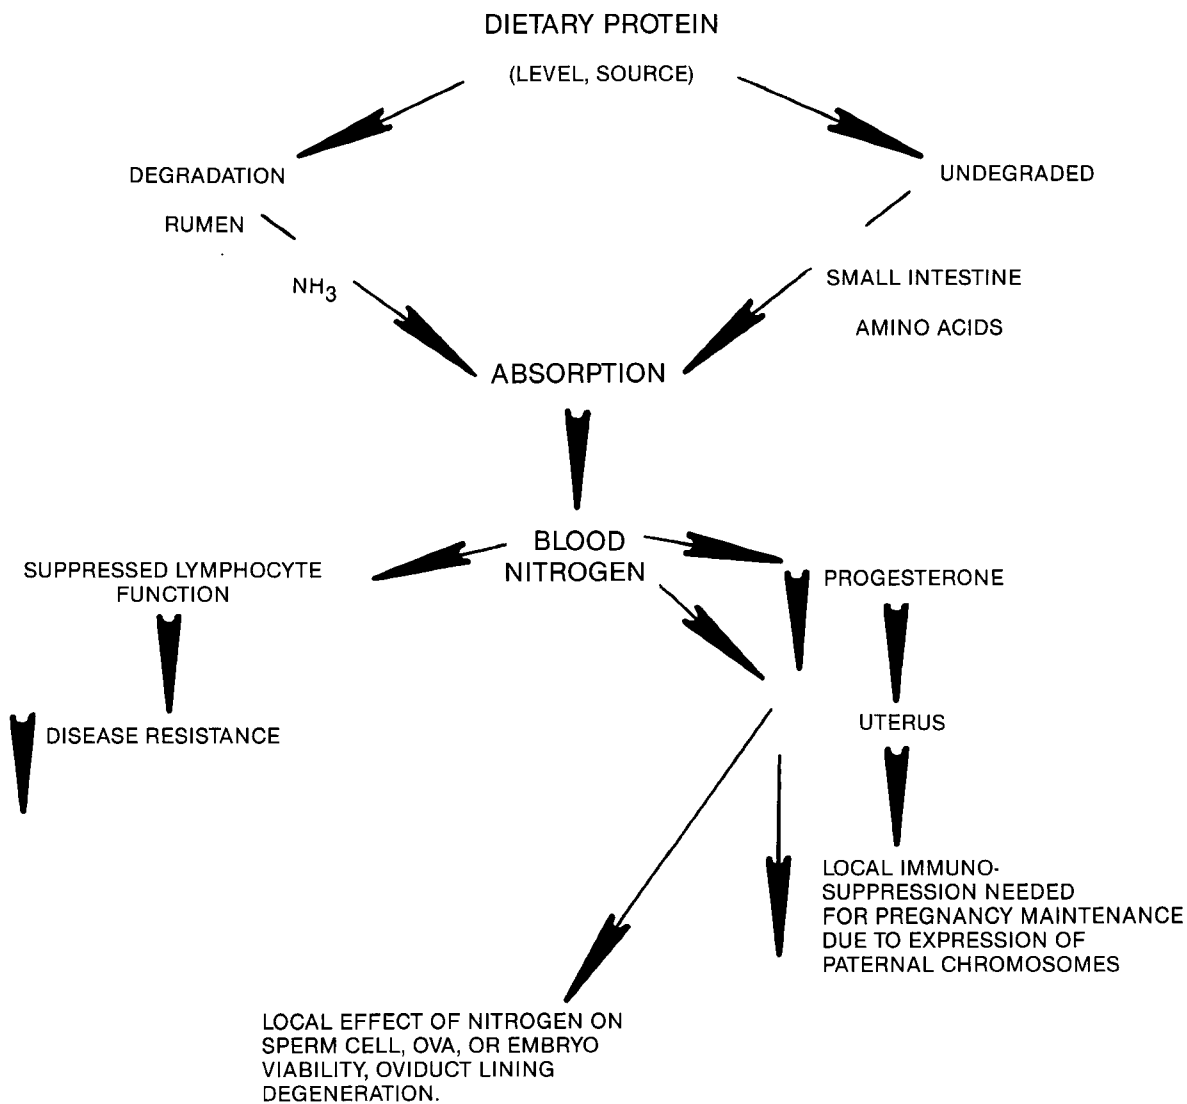 DIETARY PROTEIN
(LEVEL, SOURCE)
DEGRADATION
UNDEGRADED
RUMEN
NH3
SMALL INTESTINE
AMINO ACIDS
ABSORPTION
BLOOD
NITROGEN
SUPPRESSED LYMPHOCYTE
FUNCTION
PROGESTERONE
DISEASE RESISTANCE
UTERUS
LOCAL IMMUNO-
SUPPRESSION NEEDED
FOR PREGNANCY MAINTENANCE
DUE TO EXPRESSION OF
PATERNAL CHROMOSOMES
LOCAL EFFECT OF NITROGEN ON
SPERM CELL, OVA, OR EMBRYO
VIABILITY, OVIDUCT LINING
DEGENERATION.